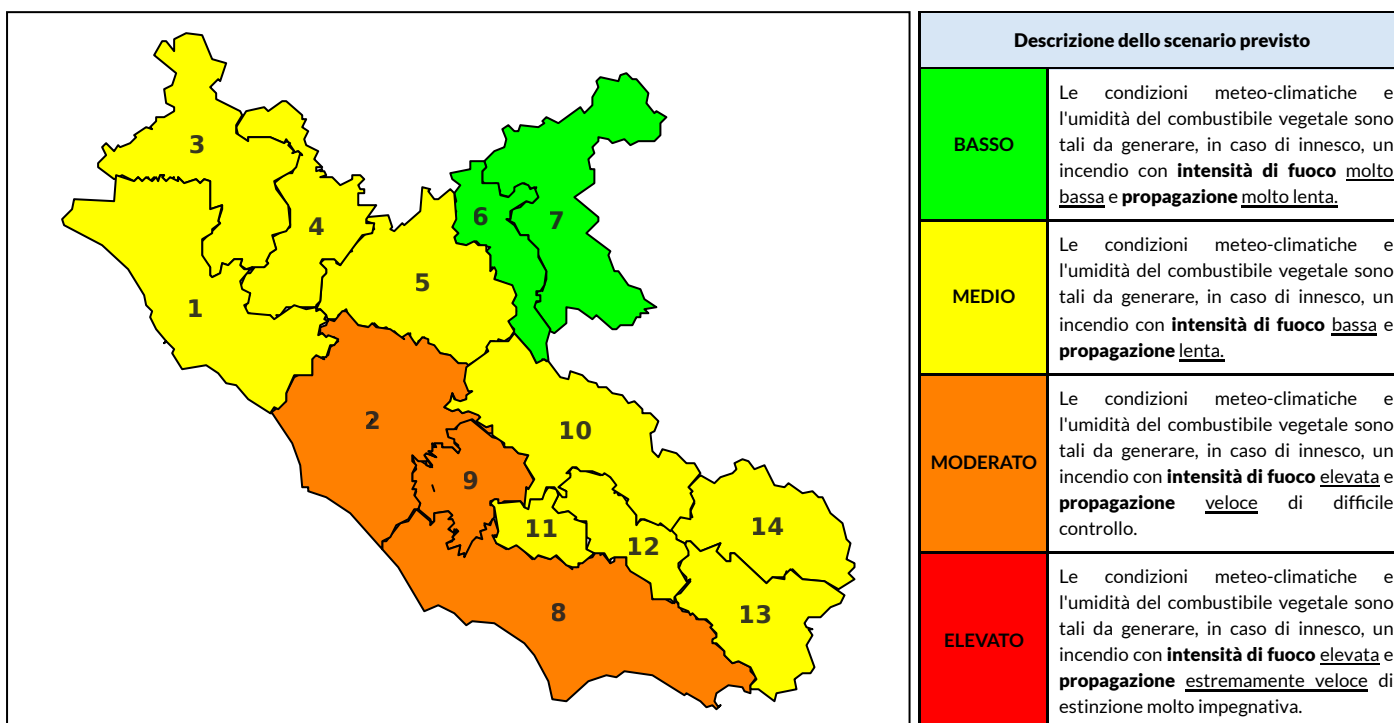 3
4
6
7
5
1
2
10
9
14
11
12
8
13
Descrizione dello scenario previsto
BASSO
Le condizioni meteo-climatiche e
l'umidità del combustibile vegetale sono
tali da generare, in caso di innesco, un
incendio con intensità di fuoco molto
bassa e propagazione molto lenta.
MEDIO
Le condizioni meteo-climatiche e
l'umidità del combustibile vegetale sono
tali da generare, in caso di innesco, un
incendio con intensità di fuoco bassa e
propagazione lenta.
MODERATO
Le condizioni meteo-climatiche e
l'umidità del combustibile vegetale sono
tali da generare, in caso di innesco, un
incendio con intensità di fuoco elevata e
propagazione veloce di difficile
controllo.
ELEVATO
Le condizioni meteo-climatiche e
l'umidità del combustibile vegetale sono
tali da generare, in caso di innesco, un
incendio con intensità di fuoco elevata e
propagazione estremamente veloce di
estinzione molto impegnativa.